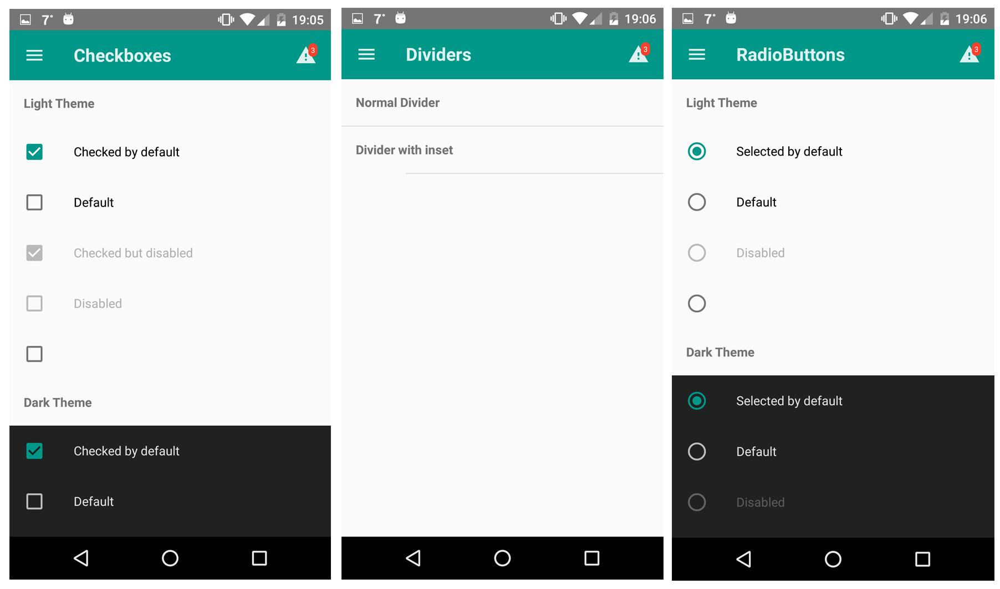 7° 19:05
Checkboxes 3
Light Theme
Checked by default
Default
Checked but disabled
Disabled
Dark Theme
Checked by default
Default
7° 19:06
Dividers 3
Normal Divider
Divider with inset
7° 19:06
RadioButtons 3
Light Theme
Selected by default
Default
Disabled
Dark Theme
Selected by default
Default
Disabled